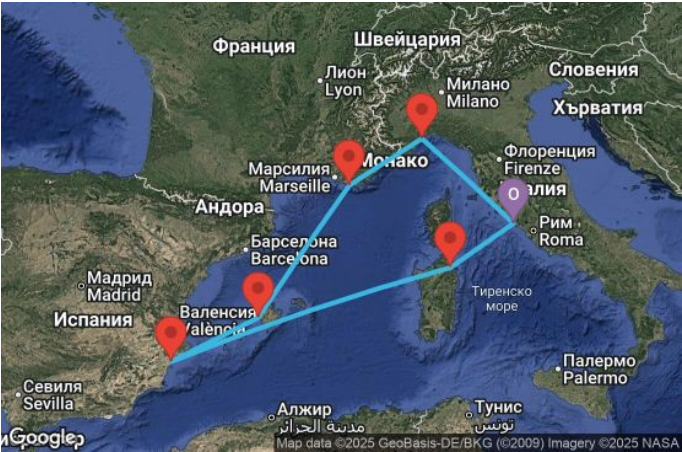 Франция
Швейцария
Лион
Lyon
Милано
Milano
Словения
Хърватия
Монако
Флоренция
Firenze
алия
Марсилия
Marseille
Андора
O
Рим
Roma
Барселона
Barcelona
Мадрид
Madrid
Испания
Валенсия
València
Тиренско
море
Палермо
Palermo
Севиля
Sevilla
Алжир
مدينة الجزائر
Тунис
تونس
Google
Map data ©2025 GeoBasis-DE/BKG (©2009) Imagery ©2025 NASA